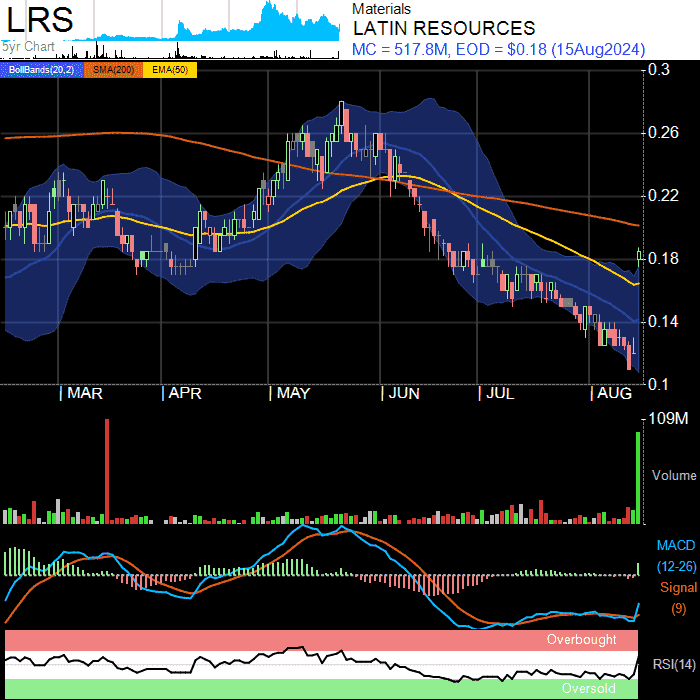 LRS
5yr Chart
Materials
LATIN RESOURCES
MC = 517.8M, EOD = $0.18 (15Aug2024)
BollBands(20,2) SMA(200) EMA(50)
0.3
0.26
0.22
0.18
0.14
0.1
MAR APR MAY JUN JUL AUG
109M
Volume
MACD
(12-26)
Signal
(9)
Overbought
RSI(14)
Oversold